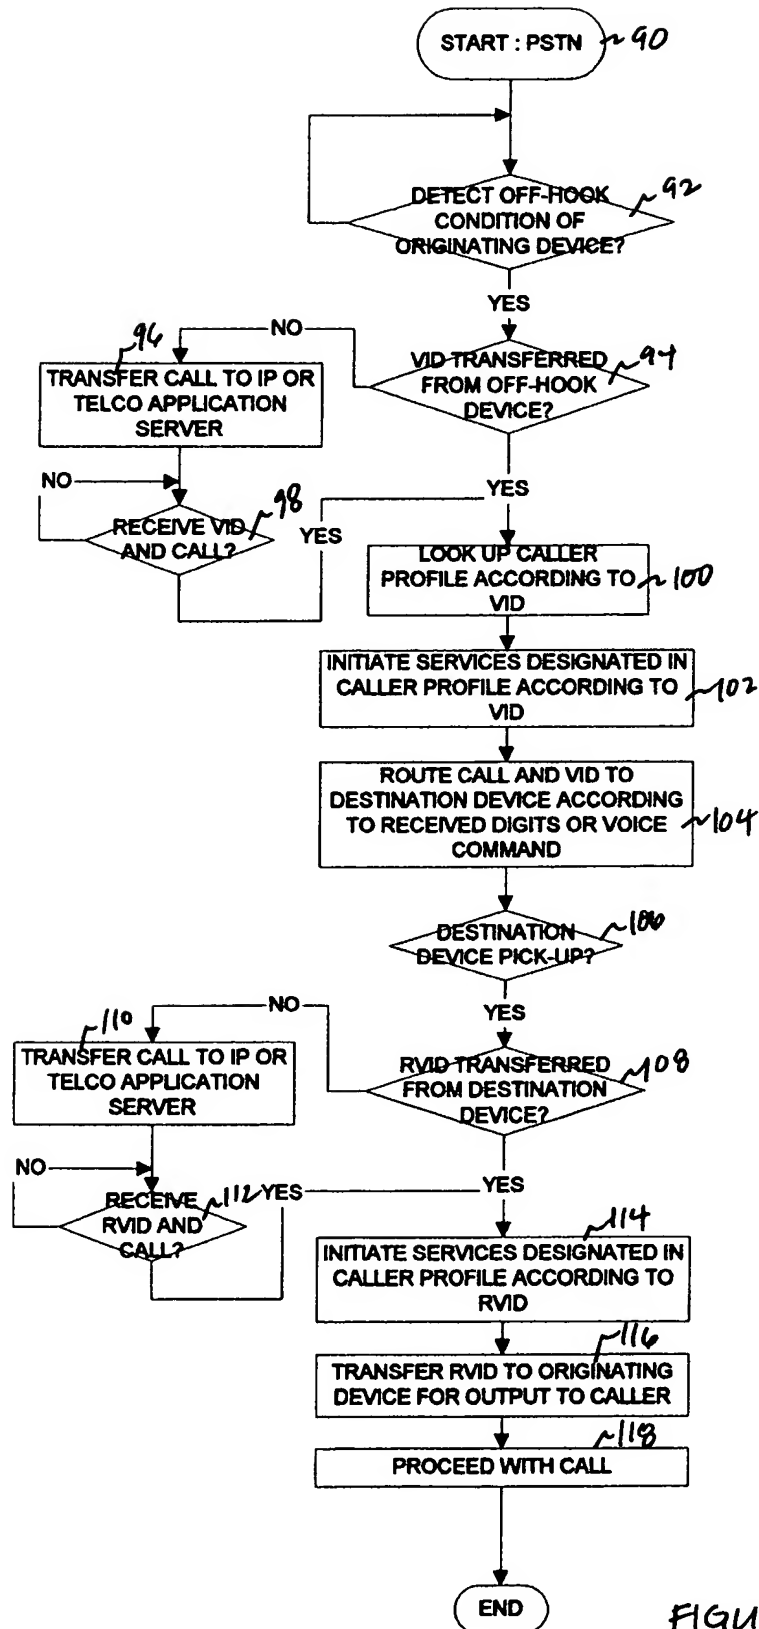 START : PSTN
90
DETECT OFF-HOOK
CONDITION OF
ORIGINATING DEVICE?
92
YES
NO
VID TRANSFERRED
FROM OFF-HOOK
DEVICE?
94
96
TRANSFER CALL TO IP OR
TELCO APPLICATION
SERVER
NO
RECEIVE VID
AND CALL?
98
YES
YES
LOOK UP CALLER
PROFILE ACCORDING TO
VID
100
INITIATE SERVICES DESIGNATED IN
CALLER PROFILE ACCORDING TO
VID
102
ROUTE CALL AND VID TO
DESTINATION DEVICE ACCORDING
TO RECEIVED DIGITS OR VOICE
COMMAND
104
DESTINATION
DEVICE PICK-UP?
106
YES
NO
RVID TRANSFERRED
FROM DESTINATION
DEVICE?
108
110
TRANSFER CALL TO IP OR
TELCO APPLICATION
SERVER
NO
RECEIVE
RVID AND
CALL?
112
YES
YES
114
INITIATE SERVICES DESIGNATED IN
CALLER PROFILE ACCORDING TO
RVID
116
TRANSFER RVID TO ORIGINATING
DEVICE FOR OUTPUT TO CALLER
118
PROCEED WITH CALL
END